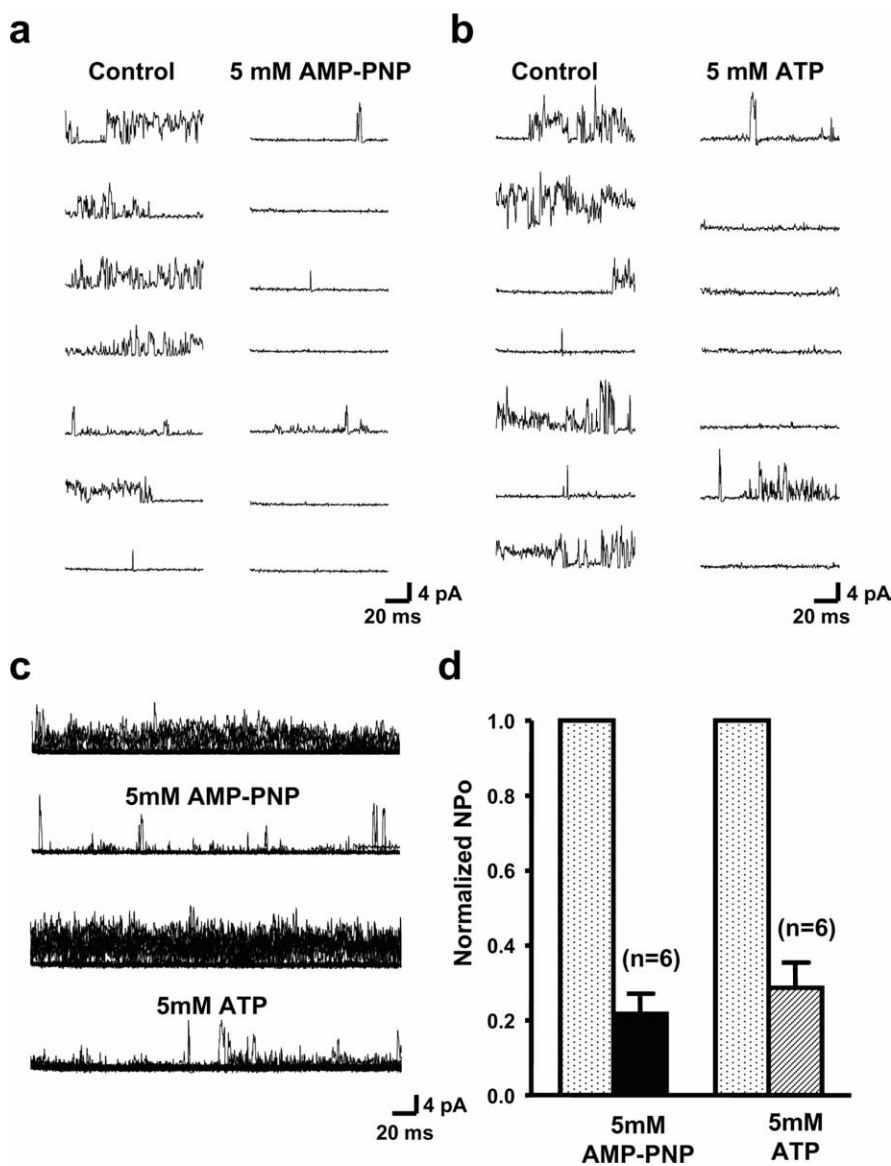 a
Control 5 mM AMP-PNP
4 pA
20 ms
b
Control 5 mM ATP
4 pA
20 ms
c
5mM AMP-PNP
5mM ATP
4 pA
20 ms
d
Normalized NPo
1.0
0.8
0.6
0.4
0.2
0.0
(n=6)
(n=6)
5mM
AMP-PNP
5mM
ATP